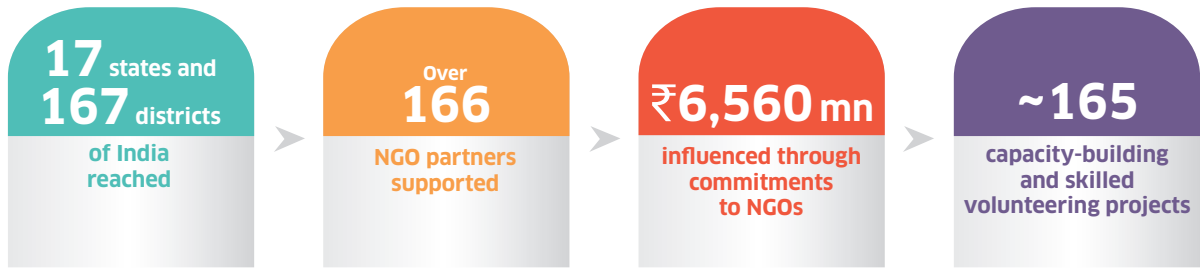 17 states and
167 districts
of India
reached
Over
166
NGO partners
supported
₹6,560 mn
influenced through
commitments
to NGOs
~165
capacity-building
and skilled
volunteering projects